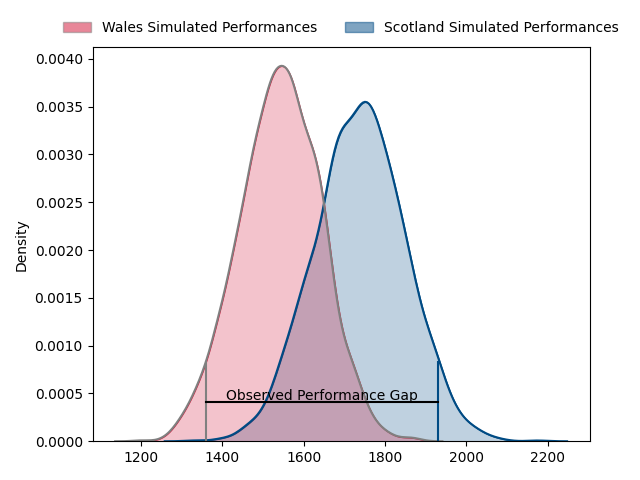 Wales Simulated Performances Scotland Simulated Performances
0.0040
0.0035
0.0030
0.0025
0.0020
0.0015
0.0010
0.0005
0.0000
Density
Observed Performance Gap
1200 1400 1600 1800 2000 2200